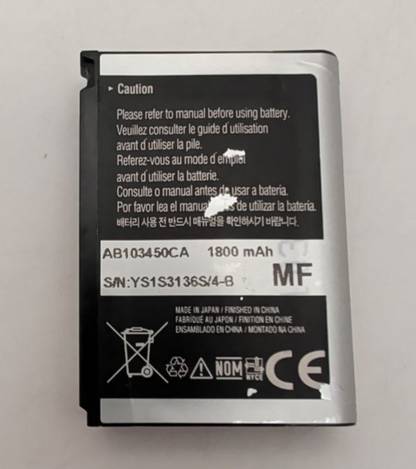 ▸ Caution
Please refer to manual before using battery.
Veuillez consulter le guide d'utilisation
avant d'utiliser la pile.
Referez-vous au mode d'emploi
avant d'utiliser la batterie.
Consulte o manual antes de usar a bateria.
Por favor lea el manual de utilizar la batería.
배터리 사용 전 반드시 매뉴얼을 확인하시기 바랍니다.
AB103450CA 1800 mAh
S/N:YS1S3136S/4-B MF
MADE IN JAPAN / FINISHED IN CHINA
FABRIQUÉ AU JAPON / FINITION EN CHINE
ENSAMBLADO EN CHINA / MONTADO NA CHINA
NOM NYCE CE